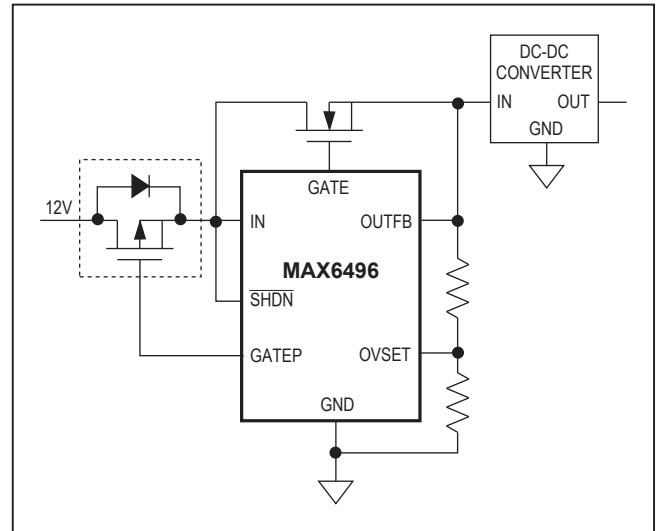 DC-DC
CONVERTER
IN OUT
GND
GATE
12V
IN OUTFB
MAX6496
SHDN
GATEP OVSET
GND